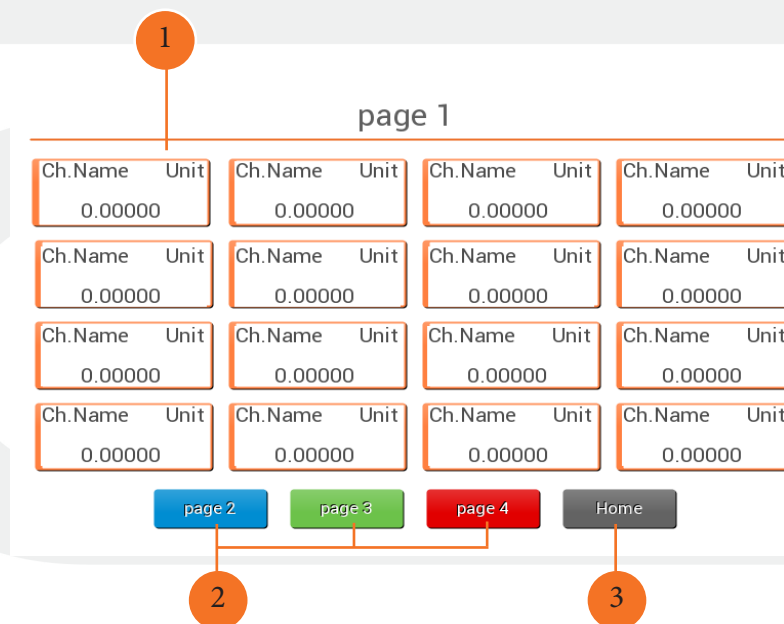 1
page 1
Ch.Name Unit Ch.Name Unit Ch.Name Unit Ch.Name Unit
0.00000 0.00000 0.00000 0.00000
Ch.Name Unit Ch.Name Unit Ch.Name Unit Ch.Name Unit
0.00000 0.00000 0.00000 0.00000
Ch.Name Unit Ch.Name Unit Ch.Name Unit Ch.Name Unit
0.00000 0.00000 0.00000 0.00000
Ch.Name Unit Ch.Name Unit Ch.Name Unit Ch.Name Unit
0.00000 0.00000 0.00000 0.00000
page 2 page 3 page 4 Home
2 3